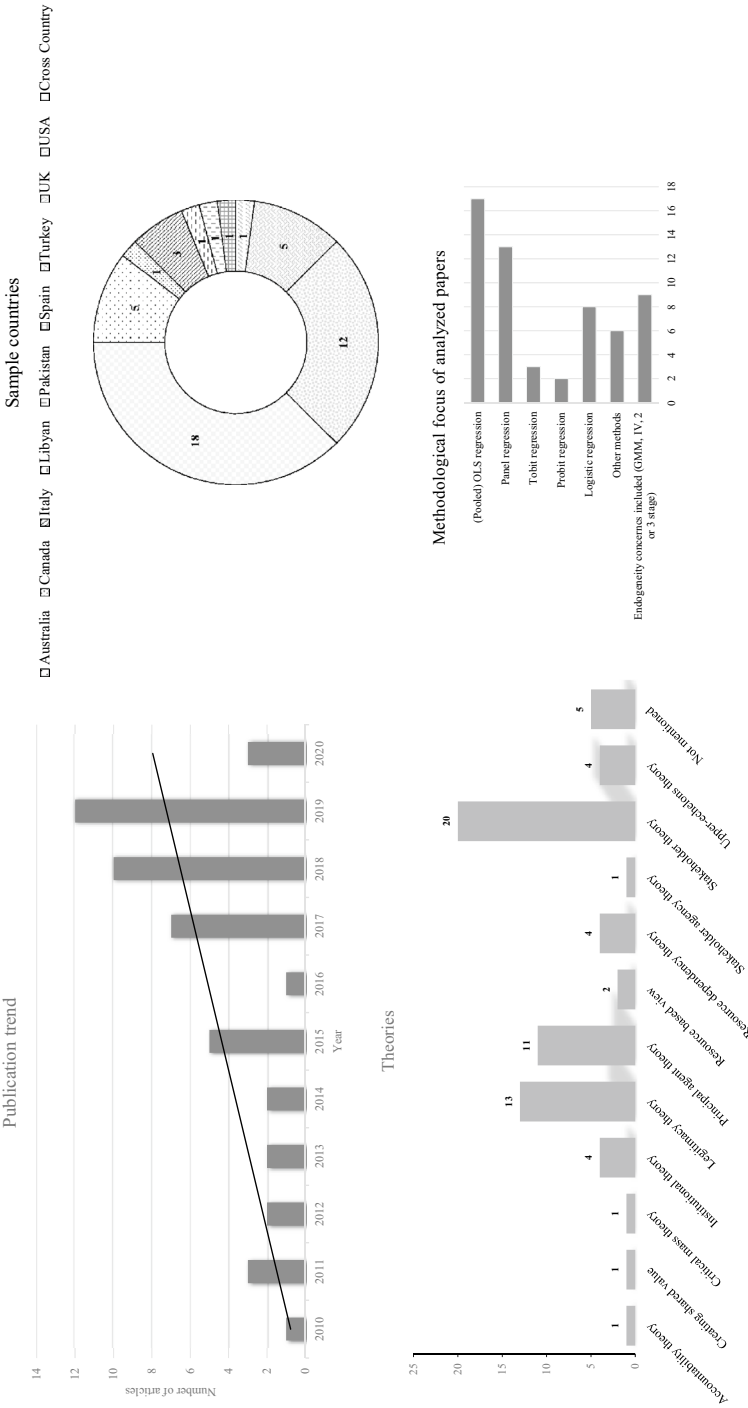 Publication trend
14
12
10
8
6
4
2
0
Number of articles
2010 2011 2012 2013 2014 2015 2016 2017 2018 2019 2020
Year
Sample countries
Australia Canada Italy Libyan Pakistan Spain Turkey UK USA Cross Country
5
1
3
1
1
1
1
5
12
18
Theories
25
20
15
10
5
0
1
1
1
4
13
11
2
4
1
20
4
5
Accountability theory
Creating shared value
Critical mass theory
Institutional theory
Legitimacy theory
Principal agent theory
Resource based view
Resource dependency theory
Stakeholder agency theory
Stakeholder theory
Upper-echelons theory
Not mentioned
Methodological focus of analyzed papers
(Pooled) OLS regression
Panel regression
Tobit regression
Probit regression
Logistic regression
Other methods
Endogeneity concernes included (GMM, IV, 2
or 3 stage)
0 2 4 6 8 10 12 14 16 18